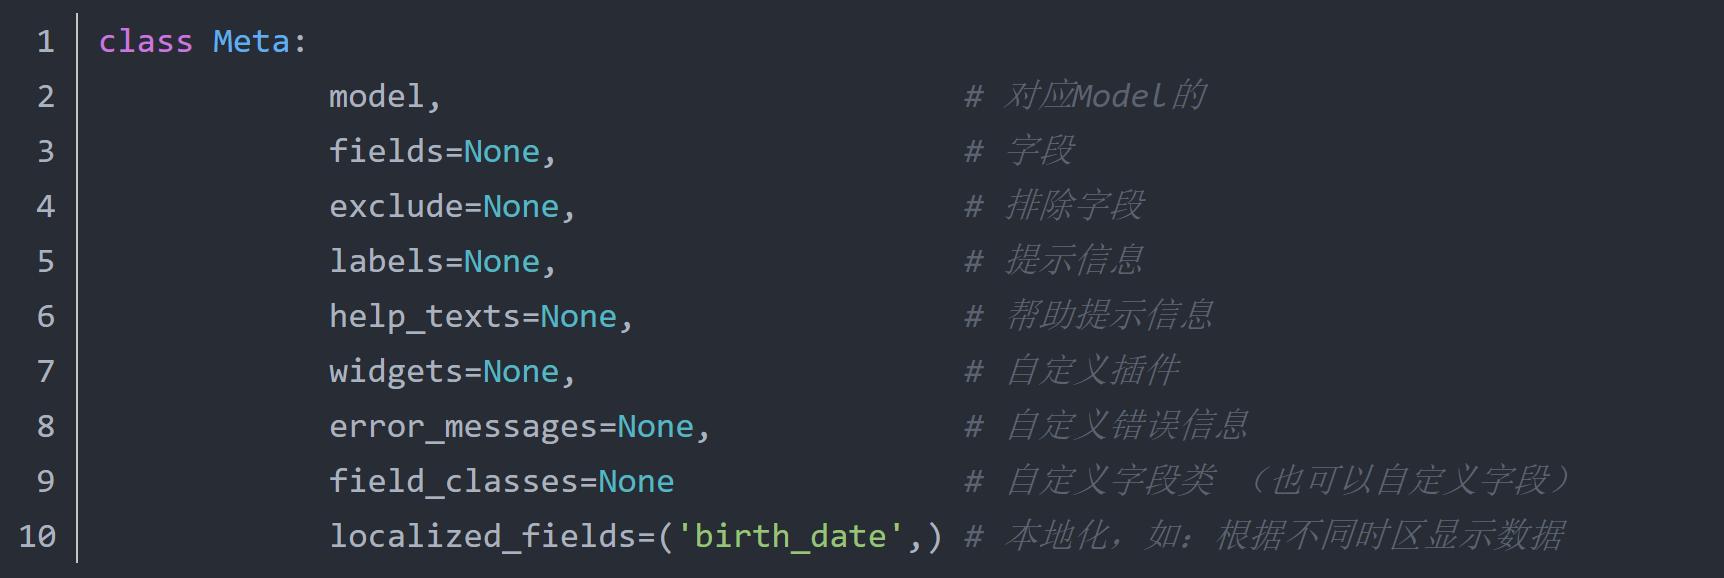 1 class Meta:
2 model, # 对应Model的
3 fields=None, # 字段
4 exclude=None, # 排除字段
5 labels=None, # 提示信息
6 help_texts=None, # 帮助提示信息
7 widgets=None, # 自定义插件
8 error_messages=None, # 自定义错误信息
9 field_classes=None # 自定义字段类 （也可以自定义字段）
10 localized_fields=('birth_date',) # 本地化，如：根据不同时区显示数据